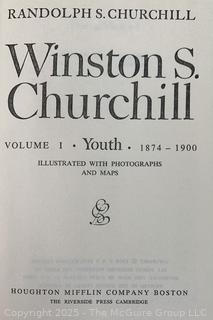 RANDOLPH S. CHURCHILL
Winston S.
Churchill
VOLUME I · Youth · 1874 – 1900
ILLUSTRATED WITH PHOTOGRAPHS
AND MAPS
HOUGHTON MIFFLIN COMPANY BOSTON
THE RIVERSIDE PRESS CAMBRIDGE
Copyright 2025 - The McGuire Group LLC